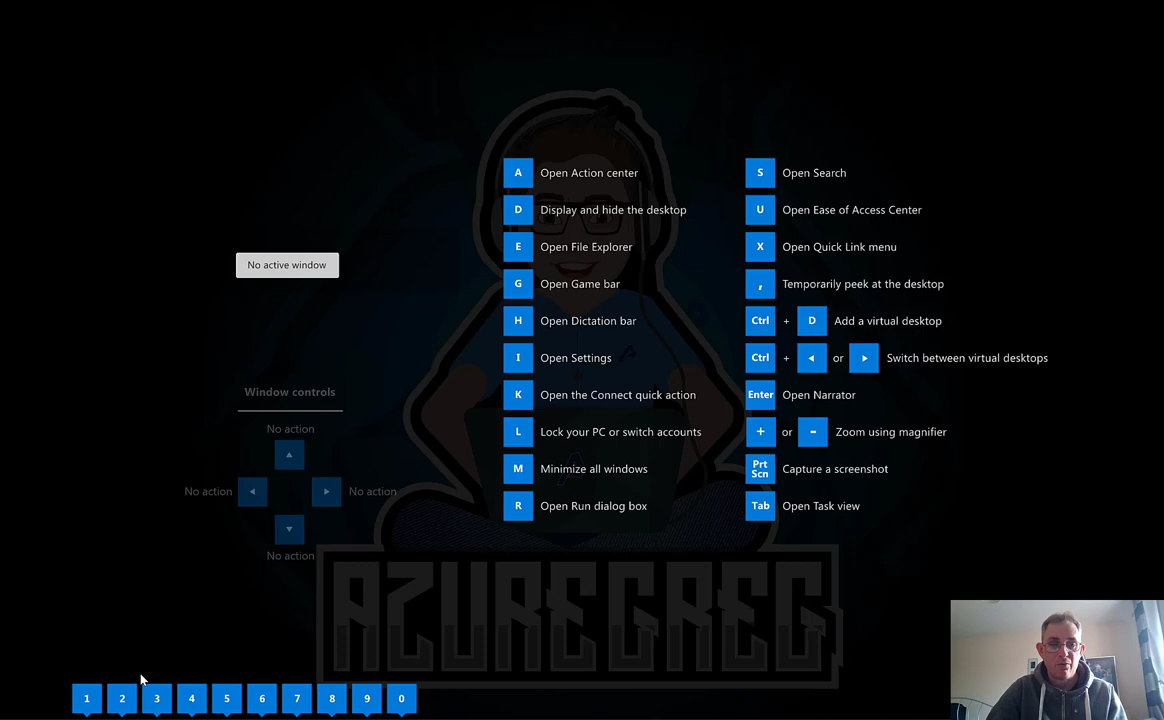 A Open Action center
D Display and hide the desktop
E Open File Explorer
G Open Game bar
H Open Dictation bar
I Open Settings
K Open the Connect quick action
L Lock your PC or switch accounts
M Minimize all windows
R Open Run dialog box
S Open Search
U Open Ease of Access Center
X Open Quick Link menu
, Temporarily peek at the desktop
Ctrl + D Add a virtual desktop
Ctrl + ◄ or ► Switch between virtual desktops
Enter Open Narrator
+ or - Zoom using magnifier
Prt
Scn Capture a screenshot
Tab Open Task view
No active window
Window controls
No action
No action ◄ ► No action
No action
AZUREGREG
1 2 3 4 5 6 7 8 9 0